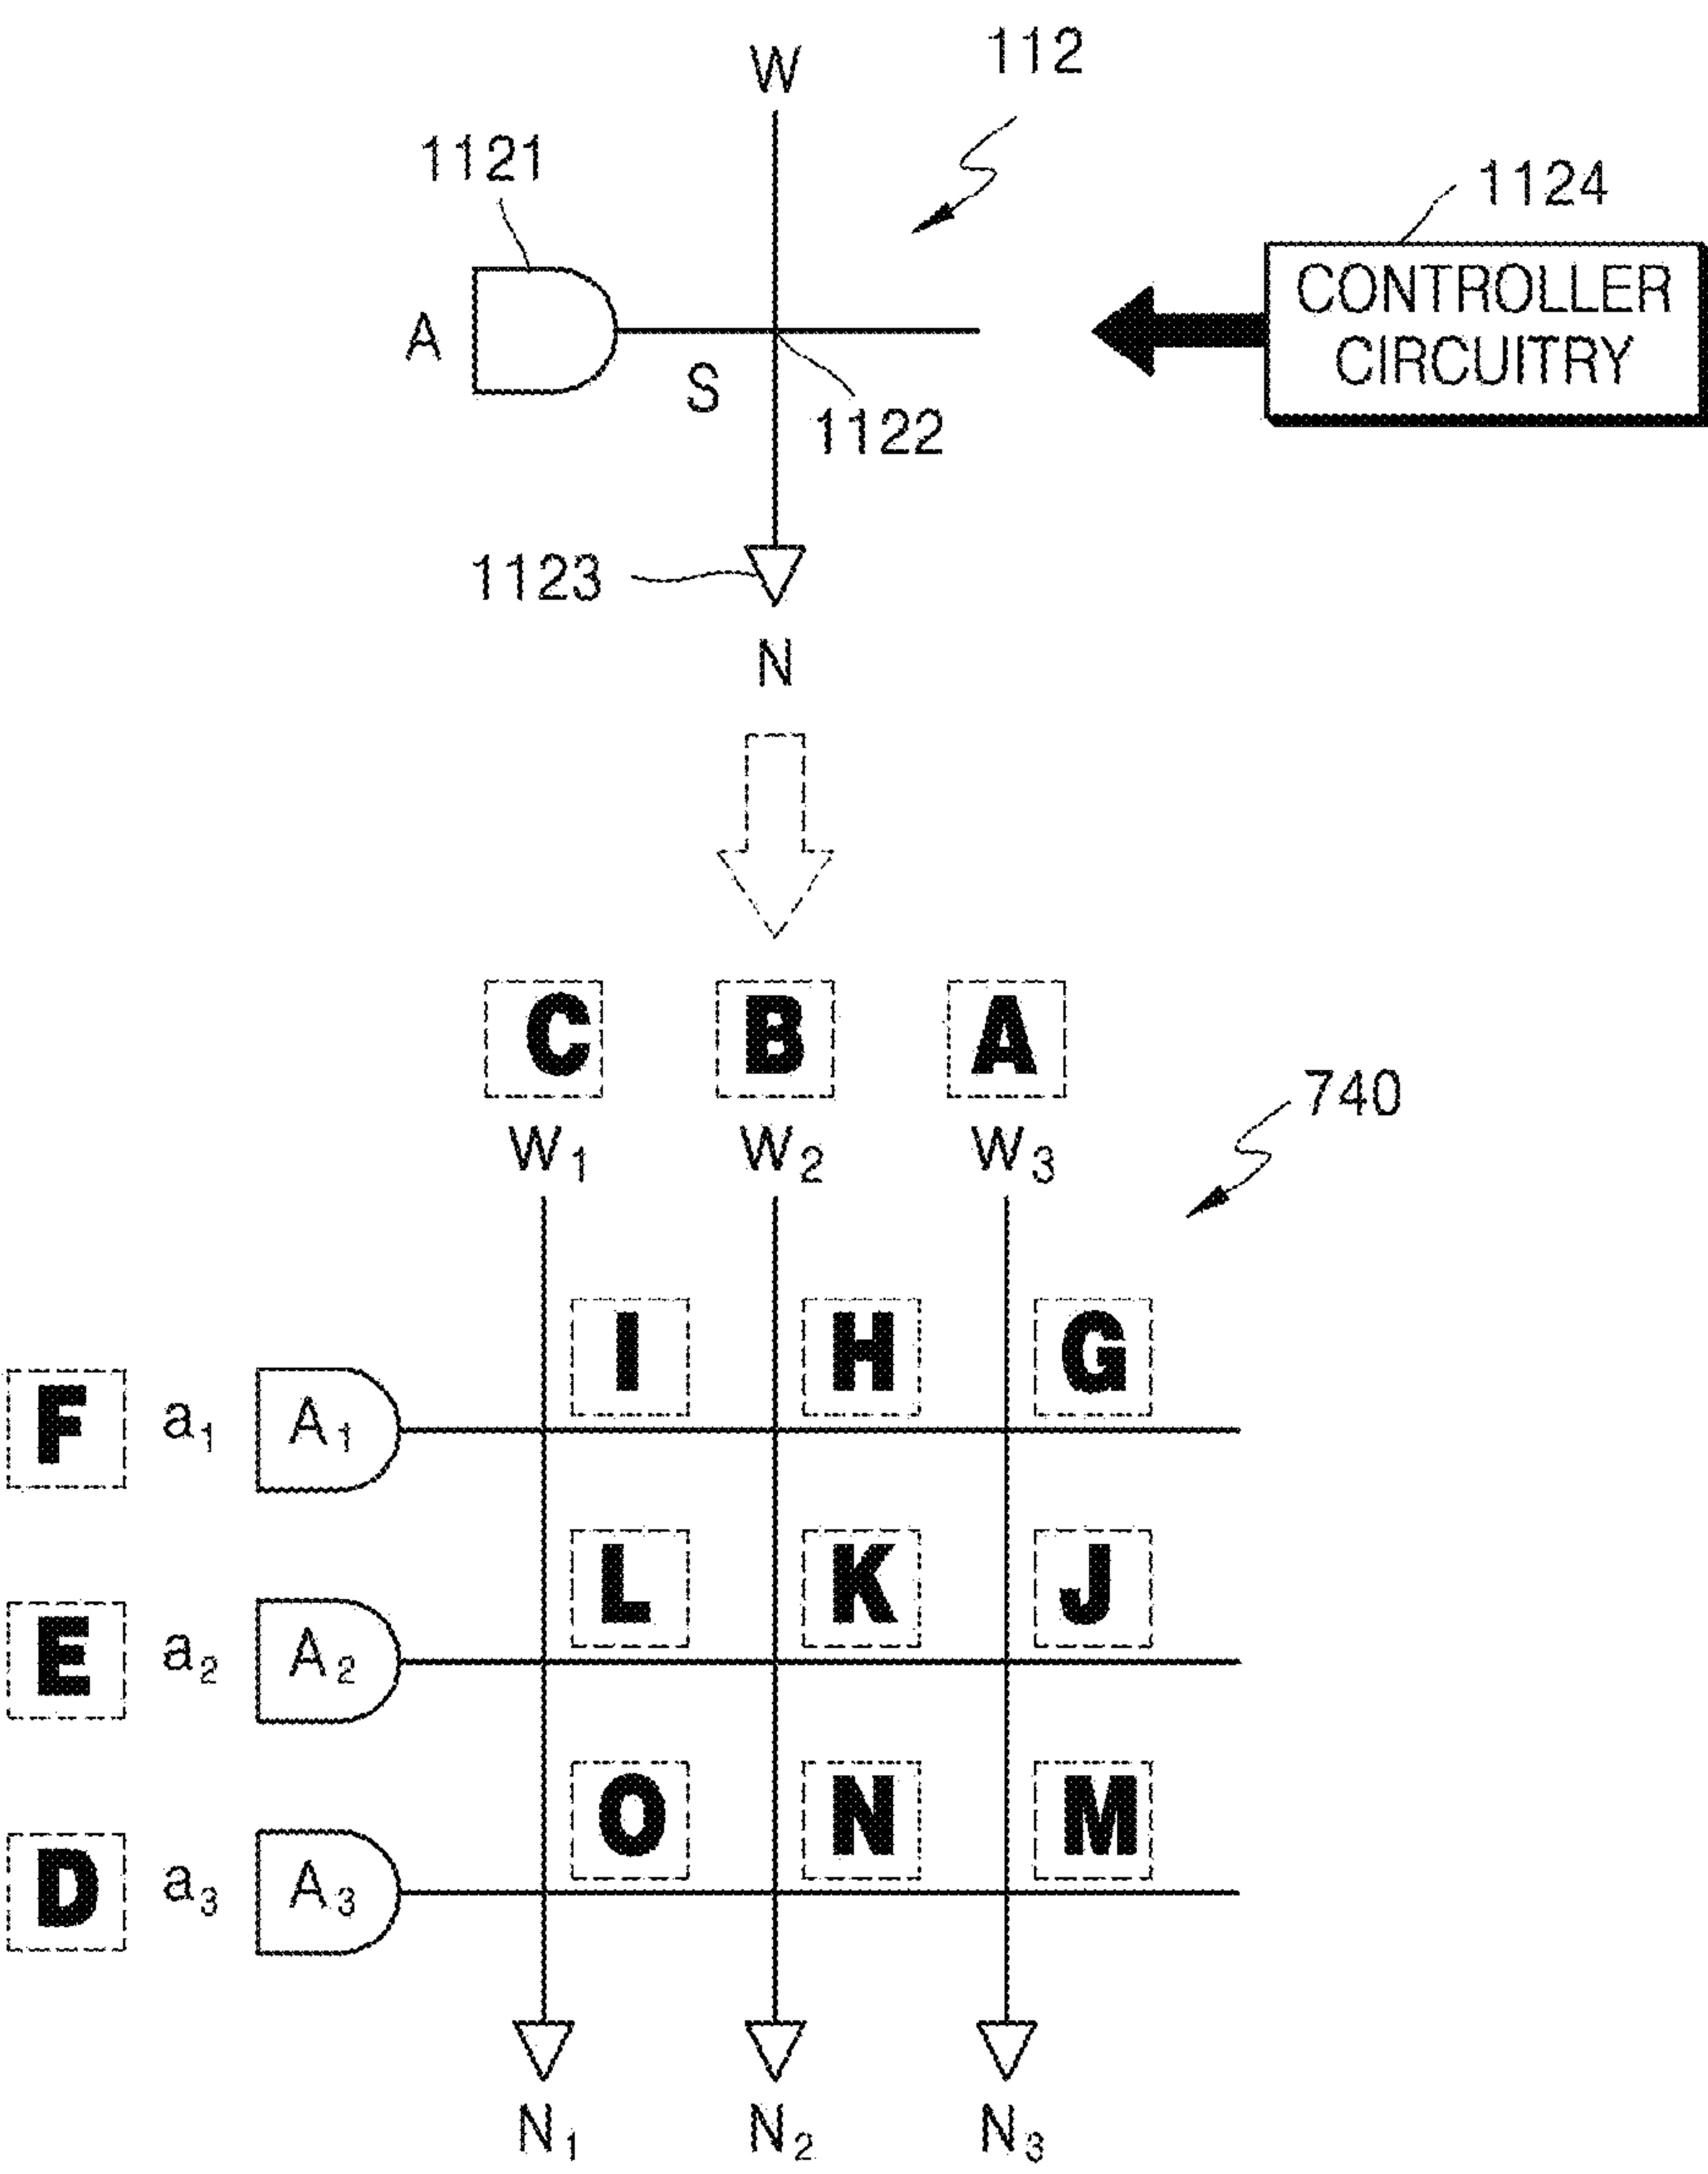 W
112
1121
1124
CONTROLLER
CIRCUITRY
A
S
1122
1123
N
C B A
740
W₁ W₂ W₃
I H G
F a₁ A₁
L K J
E a₂ A₂
O N M
D a₃ A₃
N₁ N₂ N₃